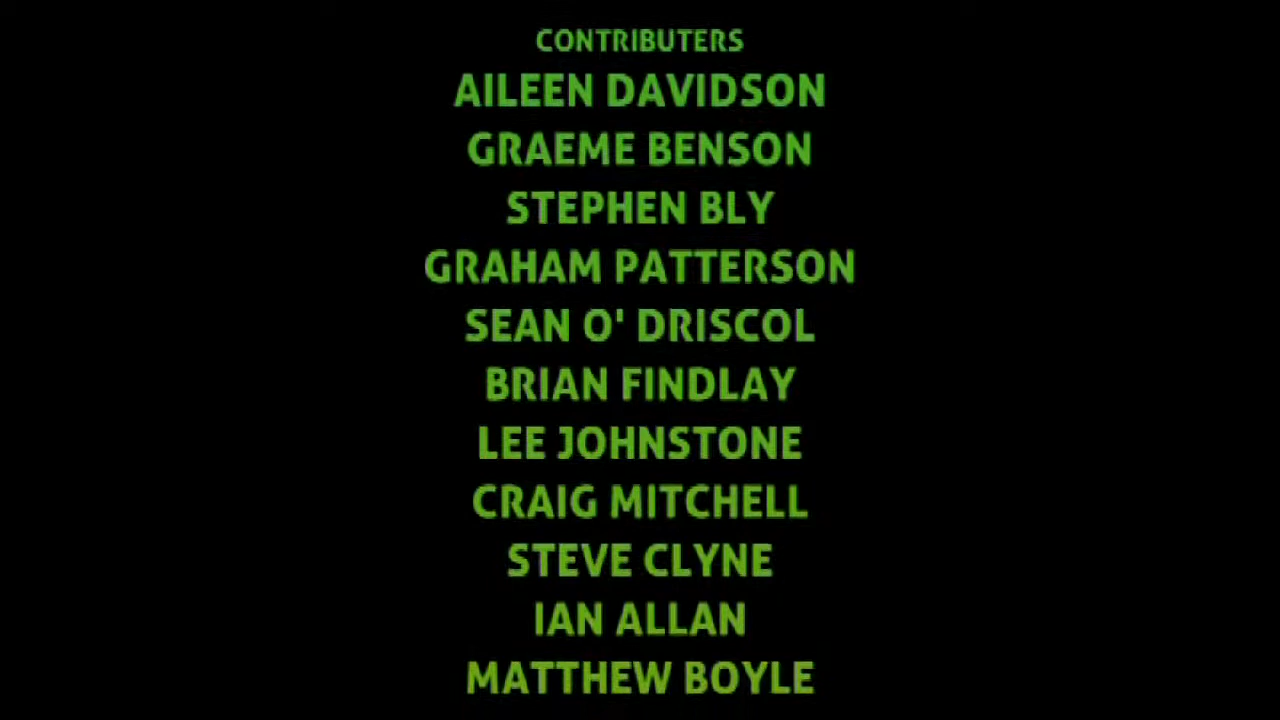 CONTRIBUTERS
AILEEN DAVIDSON
GRAEME BENSON
STEPHEN BLY
GRAHAM PATTERSON
SEAN O' DRISCOL
BRIAN FINDLAY
LEE JOHNSTONE
CRAIG MITCHELL
STEVE CLYNE
IAN ALLAN
MATTHEW BOYLE